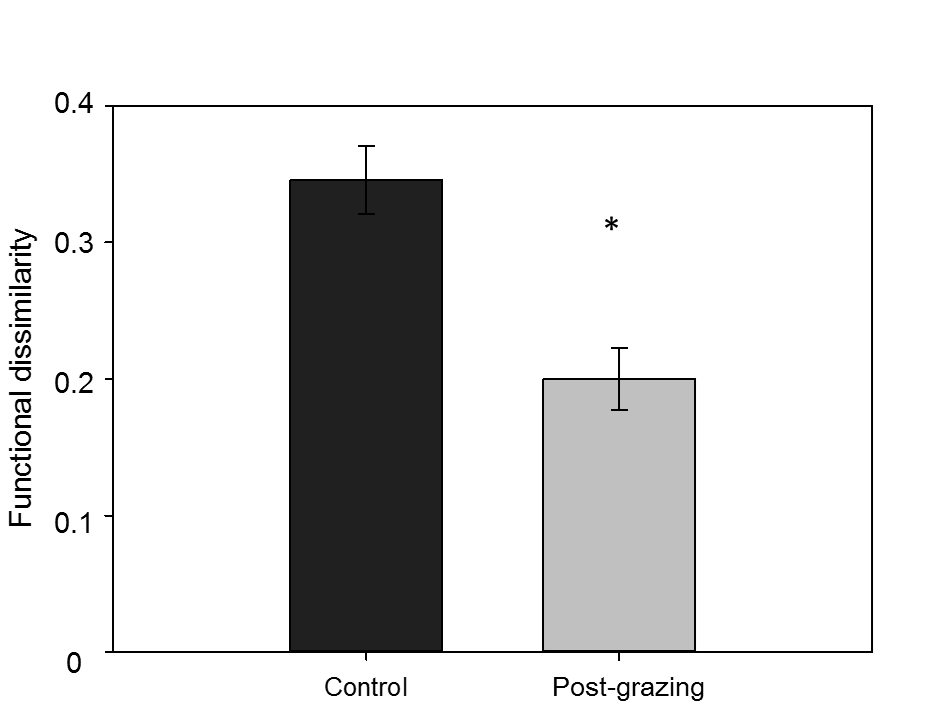 0.4
0.3
0.2
0.1
0
Functional dissimilarity
*
Control
Post-grazing